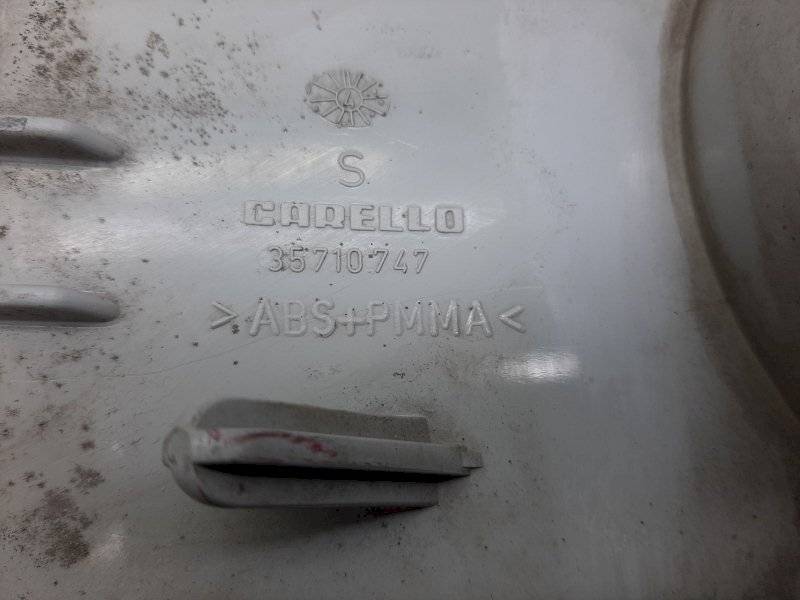 S
CARELLO
35710747
>ABS+PMMA<